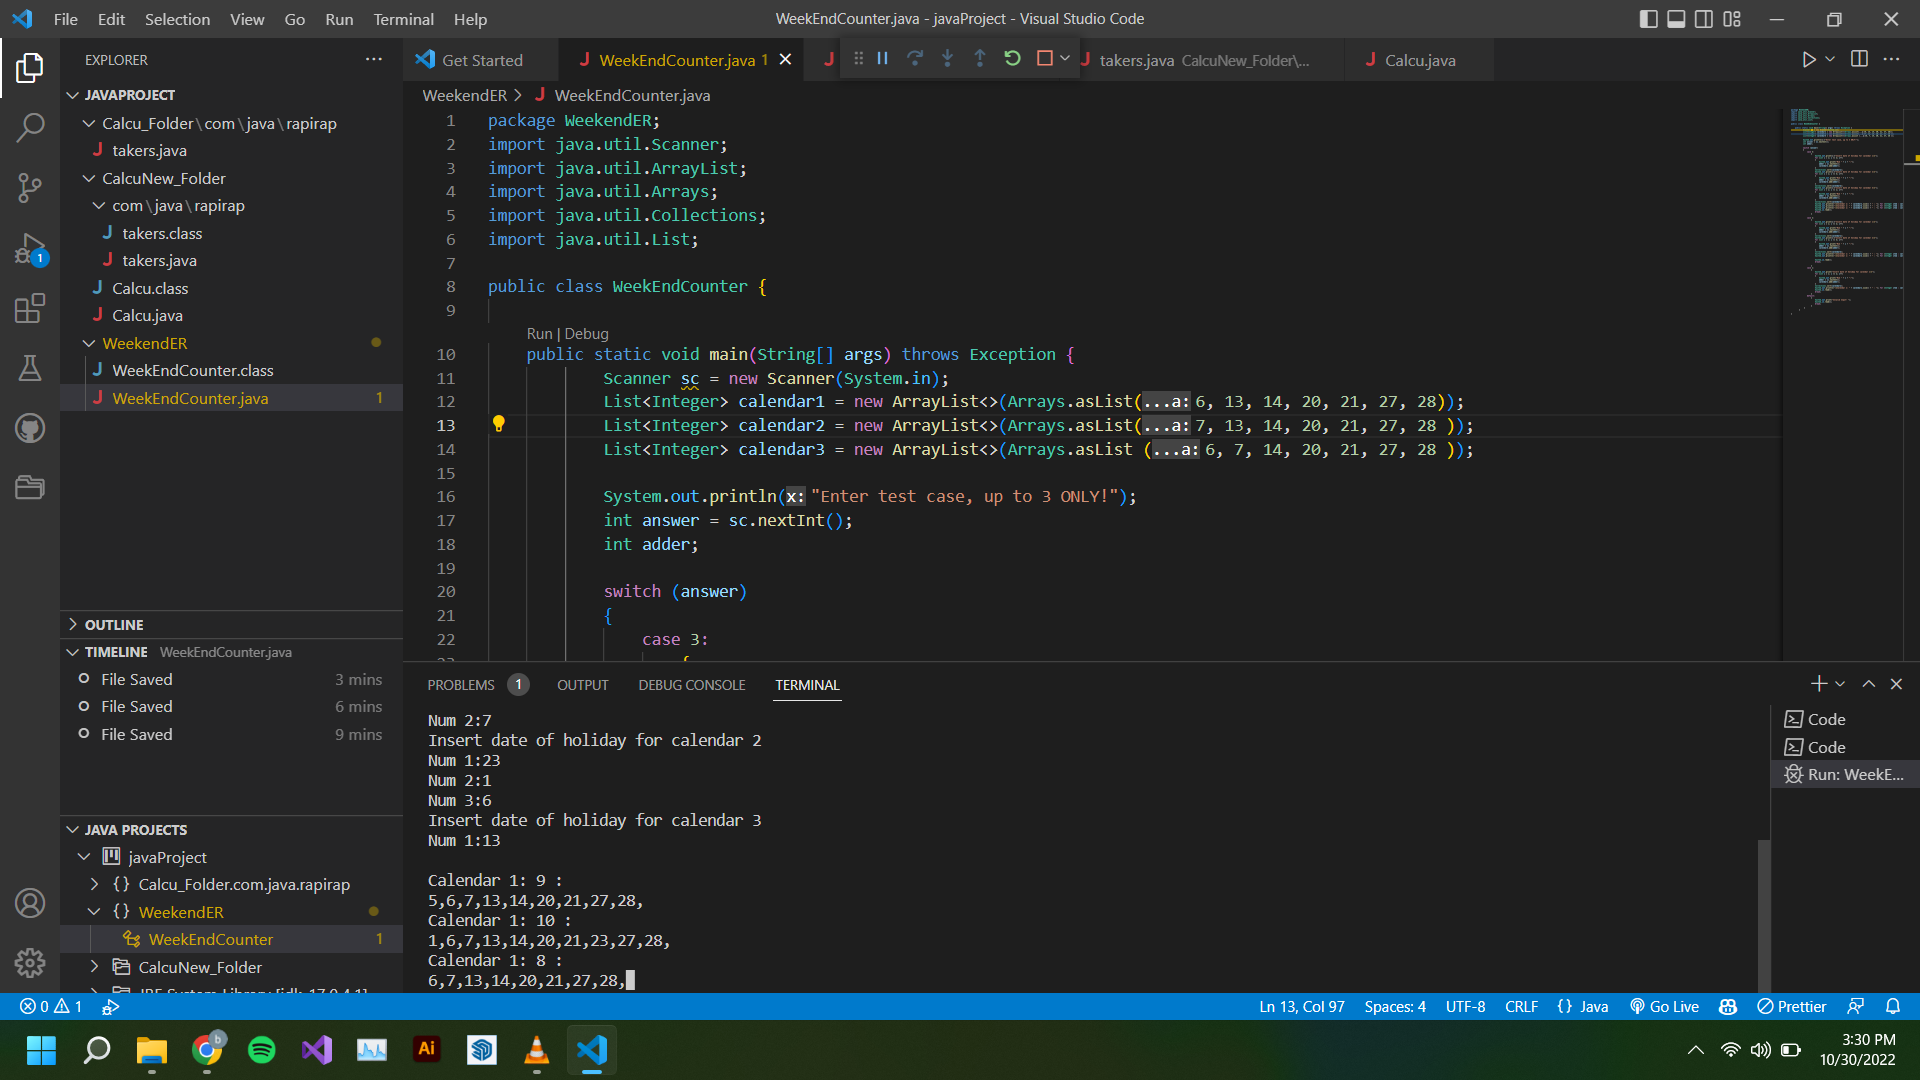 File Edit Selection View Go Run Terminal Help
WeekEndCounter.java - javaProject - Visual Studio Code
EXPLORER
JAVAPROJECT
Calcu_Folder\com\java\rapirap
takers.java
CalcuNew_Folder
com\java\rapirap
takers.class
takers.java
Calcu.class
Calcu.java
WeekendER
WeekEndCounter.class
WeekEndCounter.java 1
1
OUTLINE
TIMELINE WeekEndCounter.java
File Saved 3 mins
File Saved 6 mins
File Saved 9 mins
JAVA PROJECTS
javaProject
Calcu_Folder.com.java.rapirap
WeekendER
WeekEndCounter 1
CalcuNew_Folder
Get Started
WeekEndCounter.java 1
takers.java CalcuNew_Folder\...
Calcu.java
WeekendER > WeekEndCounter.java
1 package WeekendER;
2 import java.util.Scanner;
3 import java.util.ArrayList;
4 import java.util.Arrays;
5 import java.util.Collections;
6 import java.util.List;
7
8 public class WeekEndCounter {
9
Run | Debug
10 public static void main(String[] args) throws Exception {
11 Scanner sc = new Scanner(System.in);
12 List<Integer> calendar1 = new ArrayList<>(Arrays.asList(...a: 6, 13, 14, 20, 21, 27, 28));
13 List<Integer> calendar2 = new ArrayList<>(Arrays.asList(...a: 7, 13, 14, 20, 21, 27, 28 ));
14 List<Integer> calendar3 = new ArrayList<>(Arrays.asList (...a: 6, 7, 14, 20, 21, 27, 28 ));
15
16 System.out.println(x: "Enter test case, up to 3 ONLY!");
17 int answer = sc.nextInt();
18 int adder;
19
20 switch (answer)
21 {
22 case 3:
{
PROBLEMS 1 OUTPUT DEBUG CONSOLE TERMINAL
Num 2:7
Insert date of holiday for calendar 2
Num 1:23
Num 2:1
Num 3:6
Insert date of holiday for calendar 3
Num 1:13
Calendar 1: 9 :
5,6,7,13,14,20,21,27,28,
Calendar 1: 10 :
1,6,7,13,14,20,21,23,27,28,
Calendar 1: 8 :
6,7,13,14,20,21,27,28,
Code
Code
Run: WeekE...
0 1
Ln 13, Col 97 Spaces: 4 UTF-8 CRLF {} Java Go Live Prettier
b
Ai
3:30 PM
10/30/2022